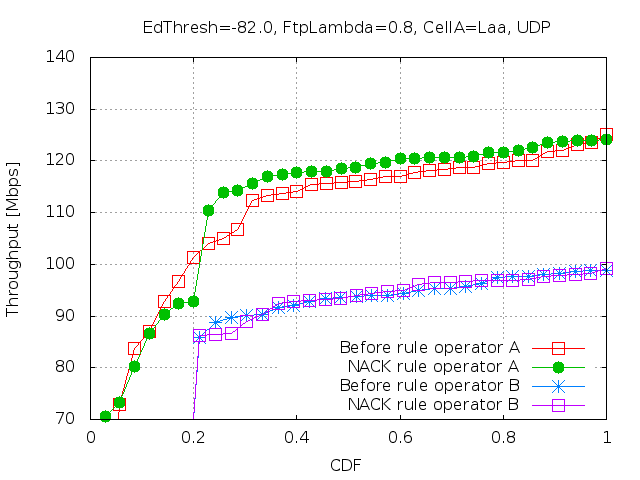 EdThresh=-82.0, FtpLambda=0.8, CellA=Laa, UDP
140
130
120
110
100
90
80
70
Throughput [Mbps]
Before rule operator A
NACK rule operator A
Before rule operator B
NACK rule operator B
0 0.2 0.4 0.6 0.8 1
CDF